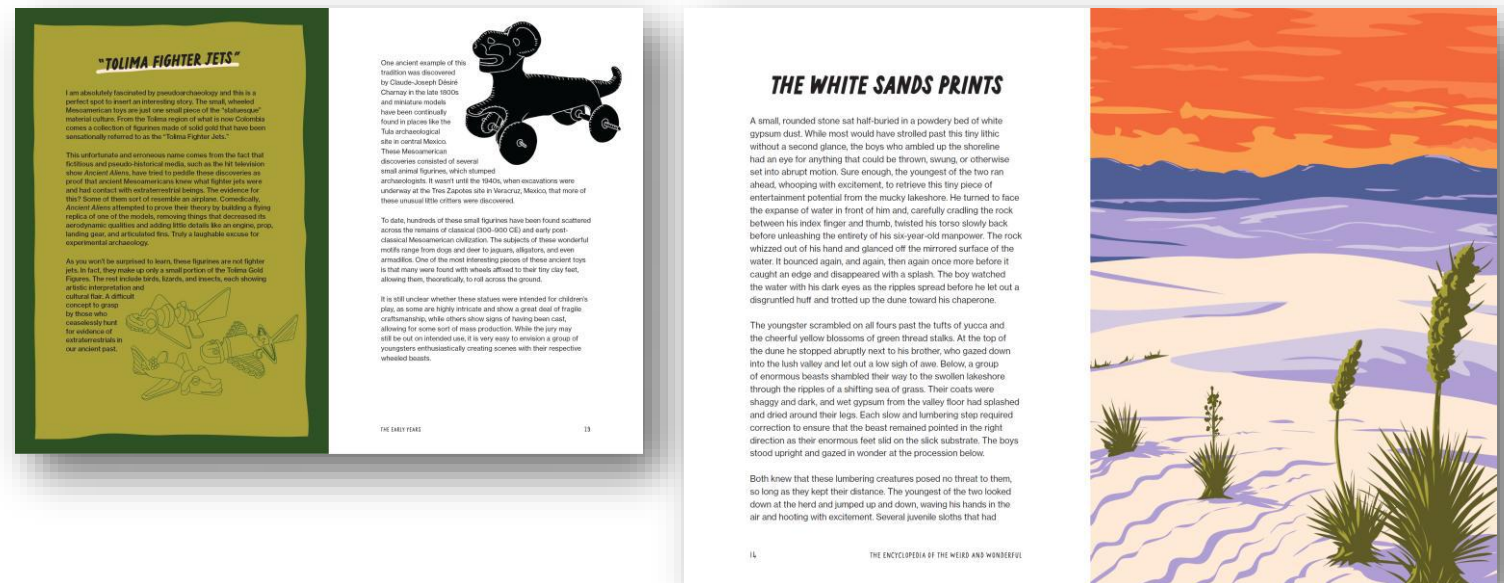 "TOLIMA FIGHTER JETS"
I am absolutely fascinated by pseudoarchaeology and this is a
perfect spot to insert an interesting story. The small, wheeled
Mesoamerican toys are just one small piece of the "statuesque"
material culture. From the Tolima region of what is now Colombia
comes a collection of figurines made of solid gold that have been
sensationally referred to as the "Tolima Fighter Jets."
This unfortunate and erroneous name comes from the fact that
fictitious and pseudo-historical media, such as the hit television
show Ancient Aliens, have tried to peddle these discoveries as
proof that ancient Mesoamericans knew what fighter jets were
and had contact with extraterrestrial beings. The evidence for
this? Some of them sort of resemble an airplane. Comedically,
Ancient Aliens attempted to prove their theory by building a flying
replica of one of the models, removing things that decreased its
aerodynamic qualities and adding little details like an engine, prop,
landing gear, and articulated fins. Truly a laughable excuse for
experimental archaeology.
As you won't be surprised to learn, these figurines are not fighter
jets. In fact, they make up only a small portion of the Tolima Gold
Figures. The rest include birds, lizards, and insects, each showing
artistic interpretation and
cultural flair. A difficult
concept to grasp
by those who
ceaselessly hunt
for evidence of
extraterrestrials in
our ancient past.
One ancient example of this
tradition was discovered
by Claude-Joseph Désiré
Charnay in the late 1800s
and miniature models
have been continually
found in places like the
Tula archaeological
site in central Mexico.
These Mesoamerican
discoveries consisted of several
small animal figurines, which stumped
archaeologists. It wasn't until the 1940s, when excavations were
underway at the Tres Zapotes site in Veracruz, Mexico, that more of
these unusual little critters were discovered.
To date, hundreds of these small figurines have been found scattered
across the remains of classical (300–900 CE) and early post-
classical Mesoamerican civilization. The subjects of these wonderful
motifs range from dogs and deer to jaguars, alligators, and even
armadillos. One of the most interesting pieces of these ancient toys
is that many were found with wheels affixed to their tiny clay feet,
allowing them, theoretically, to roll across the ground.
It is still unclear whether these statues were intended for children's
play, as some are highly intricate and show a great deal of fragile
craftsmanship, while others show signs of having been cast,
allowing for some sort of mass production. While the jury may
still be out on intended use, it is very easy to envision a group of
youngsters enthusiastically creating scenes with their respective
wheeled beasts.
THE EARLY YEARS
13
THE WHITE SANDS PRINTS
A small, rounded stone sat half-buried in a powdery bed of white
gypsum dust. While most would have strolled past this tiny lithic
without a second glance, the boys who ambled up the shoreline
had an eye for anything that could be thrown, swung, or otherwise
set into abrupt motion. Sure enough, the youngest of the two ran
ahead, whooping with excitement, to retrieve this tiny piece of
entertainment potential from the mucky lakeshore. He turned to face
the expanse of water in front of him and, carefully cradling the rock
between his index finger and thumb, twisted his torso slowly back
before unleashing the entirety of his six-year-old manpower. The rock
whizzed out of his hand and glanced off the mirrored surface of the
water. It bounced again, and again, then again once more before it
caught an edge and disappeared with a splash. The boy watched
the water with his dark eyes as the ripples spread before he let out a
disgruntled huff and trotted up the dune toward his chaperone.
The youngster scrambled on all fours past the tufts of yucca and
the cheerful yellow blossoms of green thread stalks. At the top of
the dune he stopped abruptly next to his brother, who gazed down
into the lush valley and let out a low sigh of awe. Below, a group
of enormous beasts shambled their way to the swollen lakeshore
through the ripples of a shifting sea of grass. Their coats were
shaggy and dark, and wet gypsum from the valley floor had splashed
and dried around their legs. Each slow and lumbering step required
correction to ensure that the beast remained pointed in the right
direction as their enormous feet slid on the slick substrate. The boys
stood upright and gazed in wonder at the procession below.
Both knew that these lumbering creatures posed no threat to them,
so long as they kept their distance. The youngest of the two looked
down at the herd and jumped up and down, waving his hands in the
air and hooting with excitement. Several juvenile sloths that had
14
THE ENCYCLOPEDIA OF THE WEIRD AND WONDERFUL